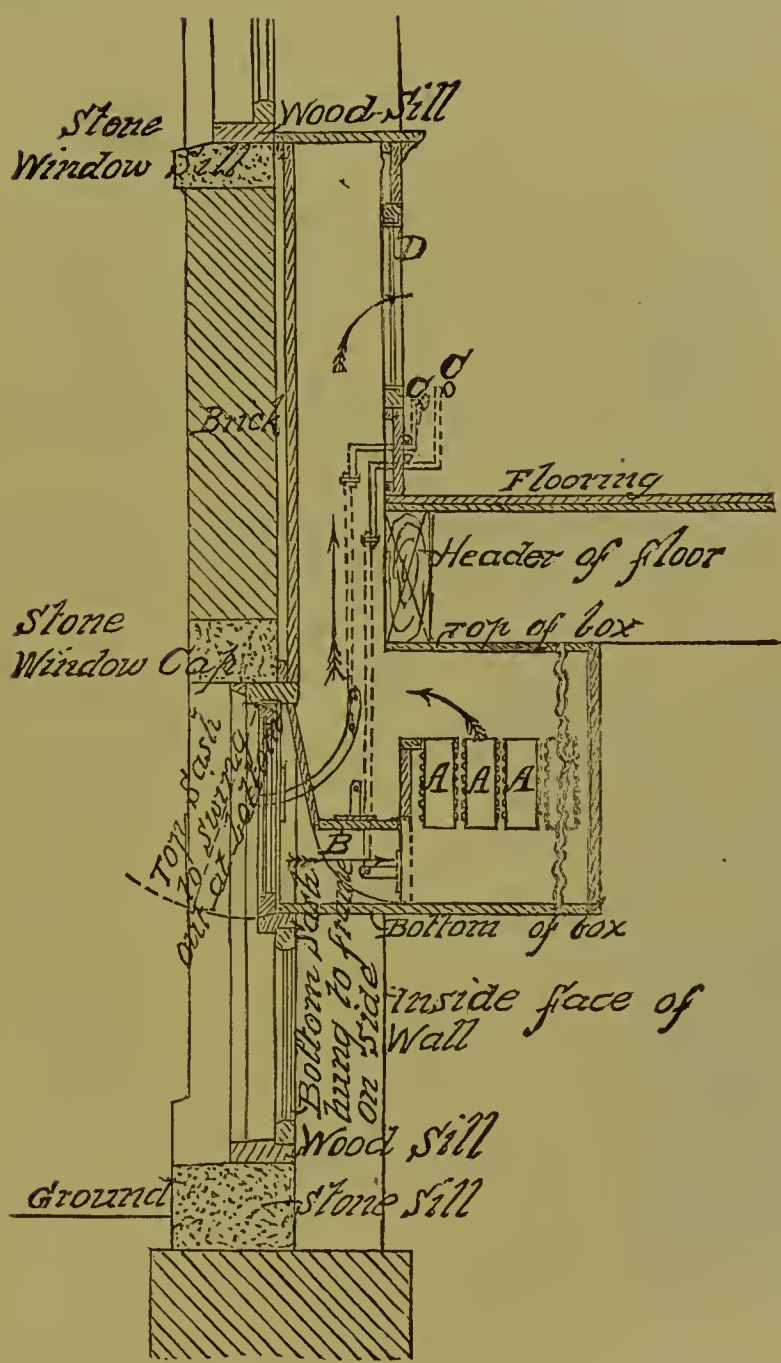 Wood Sill
Stone
Window Sill
D
C C
Brick
Flooring
Header of floor
Top of box
Stone
Window Cap
Top Sash
to swing
out at bottom
A A A
B
Bottom Sash
hung to frame
on Side
Bottom of box
Inside face of
Wall
Wood Sill
Ground
Stone Sill